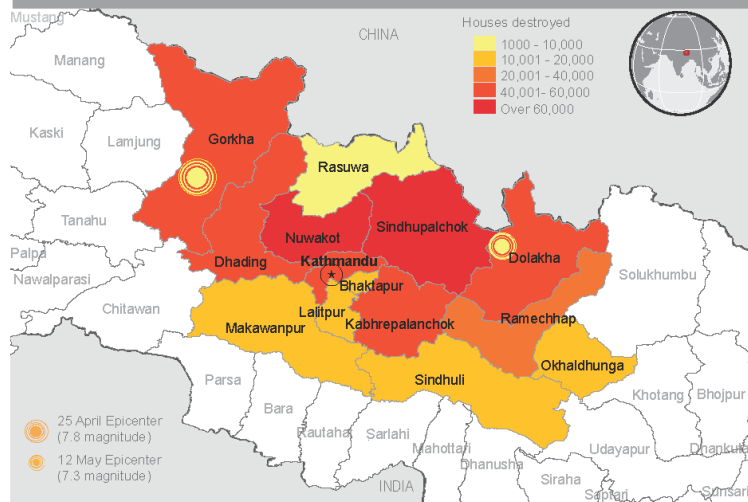 Mustang
CHINA
Houses destroyed
1000 - 10,000
10,001 - 20,000
20,001 - 40,000
40,001- 60,000
Over 60,000
Manang
Kaski
Lamjung
Gorkha
Rasuwa
Tanahu
Sindhupalchok
Nuwakot
Palpa
Dhading
Kathmandu
Dolakha
Solukhumbu
Nawalparasi
Bhaktapur
Chitawan
Lalitpur
Makawanpur
Kabhrepalanchok
Ramechhap
Okhaldhunga
Parsa
Sindhuli
Khotang
Bhojpur
Bara
25 April Epicenter
(7.8 magnitude)
Rautahat
Sarlahi
Mahottari
Udayapur
Dhankuta
12 May Epicenter
(7.3 magnitude)
Dhanusha
INDIA
Siraha
Saptari
Sunsari